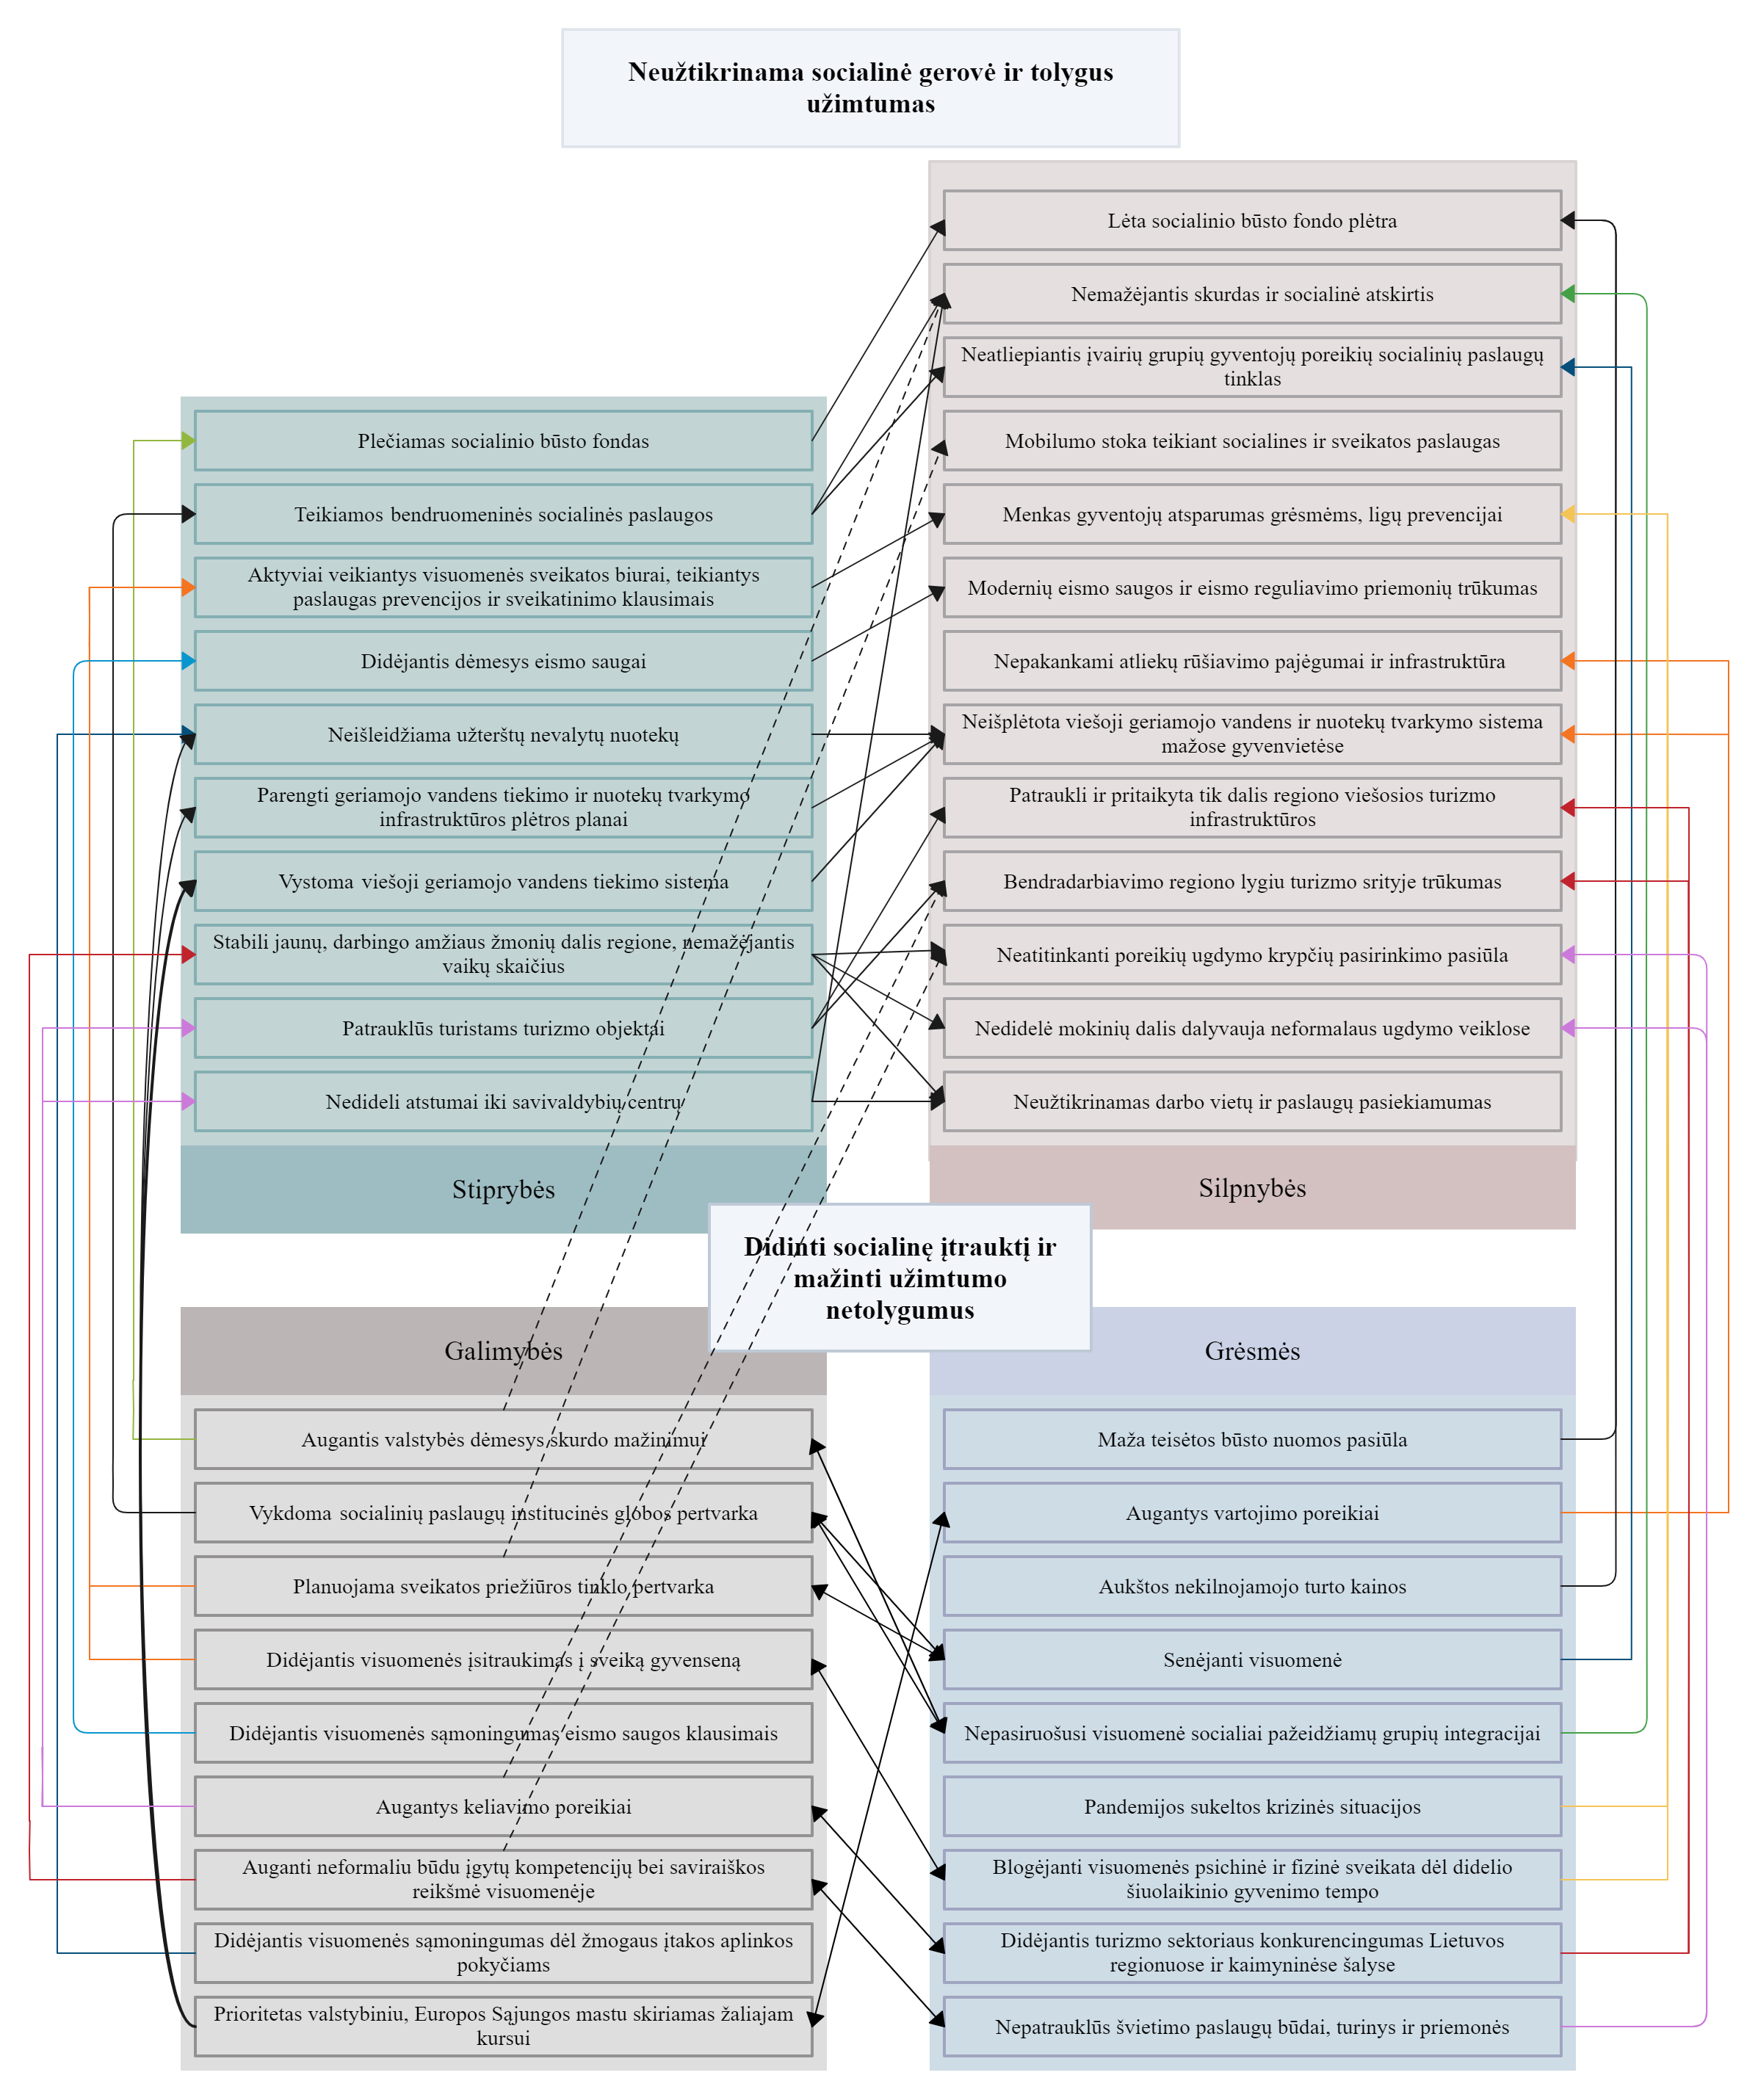 Neužtikrinama socialinė gerovė ir tolygus
užimtumas
Lėta socialinio būsto fondo plėtra
Nemažėjantis skurdas ir socialinė atskirtis
Neatliepiantis įvairių grupių gyventojų poreikių socialinių paslaugų
tinklas
Mobilumo stoka teikiant socialines ir sveikatos paslaugas
Menkas gyventojų atsparumas grėsmėms, ligų prevencijai
Modernių eismo saugos ir eismo reguliavimo priemonių trūkumas
Nepakankami atliekų rūšiavimo pajėgumai ir infrastruktūra
Neišplėtota viešoji geriamojo vandens ir nuotekų tvarkymo sistema
mažose gyvenvietėse
Patraukli ir pritaikyta tik dalis regiono viešosios turizmo
infrastruktūros
Bendradarbiavimo regiono lygiu turizmo srityje trūkumas
Neatitinkanti poreikių ugdymo krypčių pasirinkimo pasiūla
Nedidelė mokinių dalis dalyvauja neformalaus ugdymo veiklose
Neužtikrinamas darbo vietų ir paslaugų pasiekiamumas
Silpnybės
Plečiamas socialinio būsto fondas
Teikiamos bendruomeninės socialinės paslaugos
Aktyviai veikiantys visuomenės sveikatos biurai, teikiantys
paslaugas prevencijos ir sveikatinimo klausimais
Didėjantis dėmesys eismo saugai
Neišleidžiama užterštų nevalytų nuotekų
Parengti geriamojo vandens tiekimo ir nuotekų tvarkymo
infrastruktūros plėtros planai
Vystoma viešoji geriamojo vandens tiekimo sistema
Stabili jaunų, darbingo amžiaus žmonių dalis regione, nemažėjantis
vaikų skaičius
Patrauklūs turistams turizmo objektai
Nedideli atstumai iki savivaldybių centrų
Stiprybės
Didinti socialinę įtrauktį ir
mažinti užimtumo
netolygumus
Galimybės
Augantis valstybės dėmesys skurdo mažinimui
Vykdoma socialinių paslaugų institucinės globos pertvarka
Planuojama sveikatos priežiūros tinklo pertvarka
Didėjantis visuomenės įsitraukimas į sveiką gyvenseną
Didėjantis visuomenės sąmoningumas eismo saugos klausimais
Augantys keliavimo poreikiai
Auganti neformaliu būdu įgytų kompetencijų bei saviraiškos
reikšmė visuomenėje
Didėjantis visuomenės sąmoningumas dėl žmogaus įtakos aplinkos
pokyčiams
Prioritetas valstybiniu, Europos Sąjungos mastu skiriamas žaliajam
kursui
Grėsmės
Maža teisėtos būsto nuomos pasiūla
Augantys vartojimo poreikiai
Aukštos nekilnojamojo turto kainos
Senėjanti visuomenė
Nepasiruošusi visuomenė socialiai pažeidžiamų grupių integracijai
Pandemijos sukeltos krizinės situacijos
Blogėjanti visuomenės psichinė ir fizinė sveikata dėl didelio
šiuolaikinio gyvenimo tempo
Didėjantis turizmo sektoriaus konkurencingumas Lietuvos
regionuose ir kaimyninėse šalyse
Nepatrauklūs švietimo paslaugų būdai, turinys ir priemonės